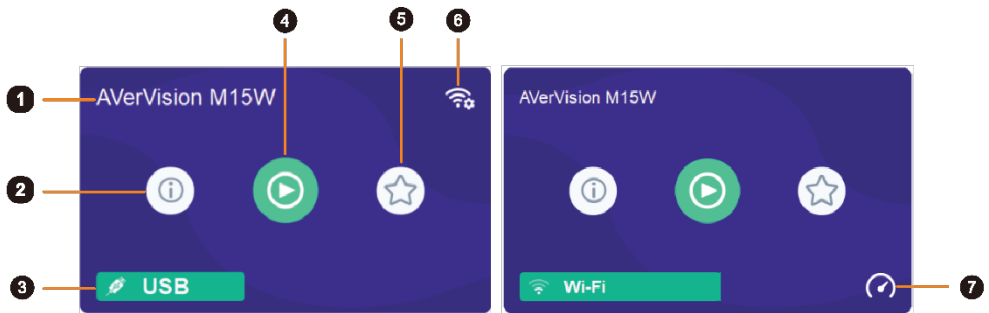 4 5 6
1 AVerVision M15W
AVerVision M15W
2
3 USB
Wi-Fi 7